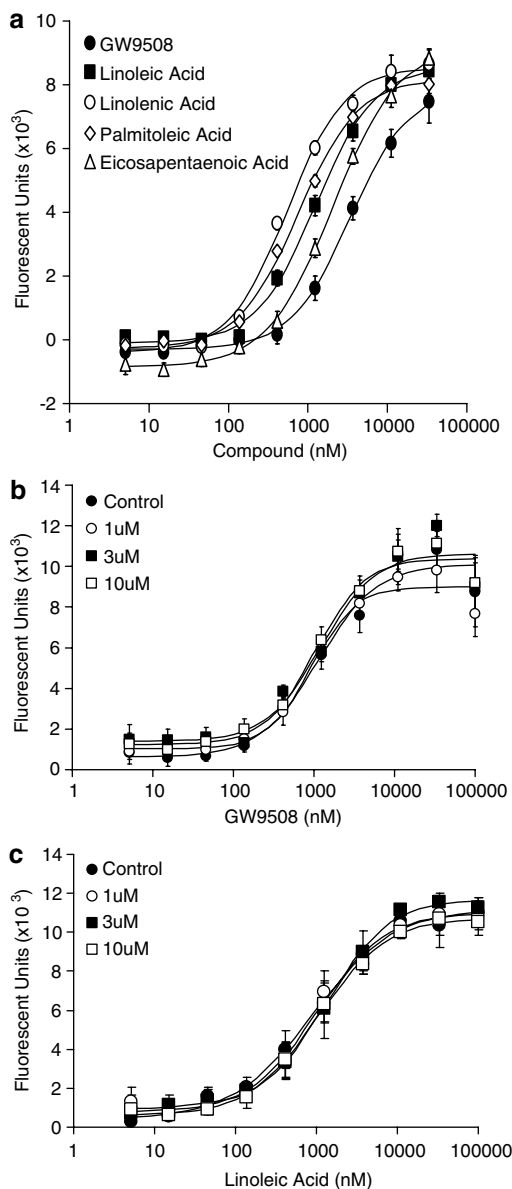 a
10
8
6
4
2
0
-2
Fluorescent Units (x10³)
GW9508
Linoleic Acid
Linolenic Acid
Palmitoleic Acid
Eicosapentaenoic Acid
1 10 100 1000 10000 100000
Compound (nM)
b
14
12
10
8
6
4
2
0
Fluorescent Units (x10³)
Control
1uM
3uM
10uM
1 10 100 1000 10000 100000
GW9508 (nM)
c
14
12
10
8
6
4
2
0
Fluorescent Units (x10³)
Control
1uM
3uM
10uM
1 10 100 1000 10000 100000
Linoleic Acid (nM)